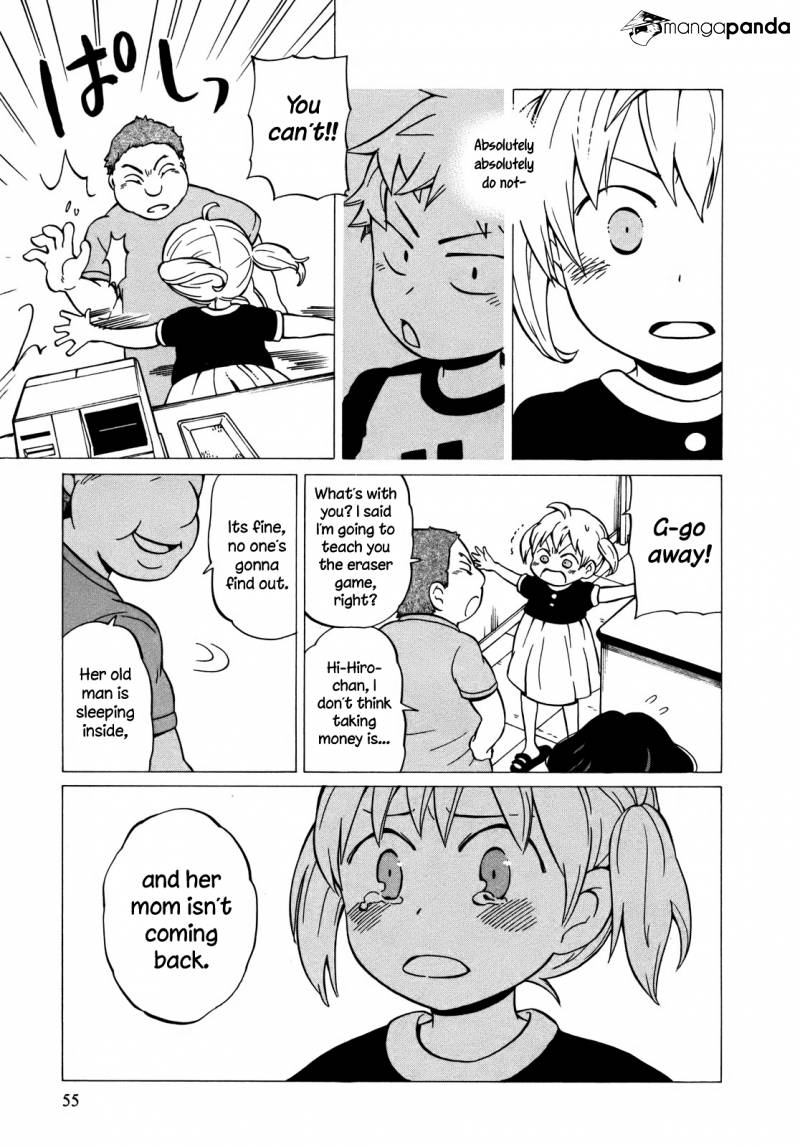 mangapanda
Absolutely
absolutely
do not-
You
can't!!
ぱしっ
G-go
away!
What's with
you? I said
I'm going to
teach you
the eraser
game,
right?
Hi-Hiro-
chan, I
don't think
taking
money is...
Its fine,
no one's
gonna
find out.
Her old
man is
sleeping
inside,
and her
mom isn't
coming
back.
55